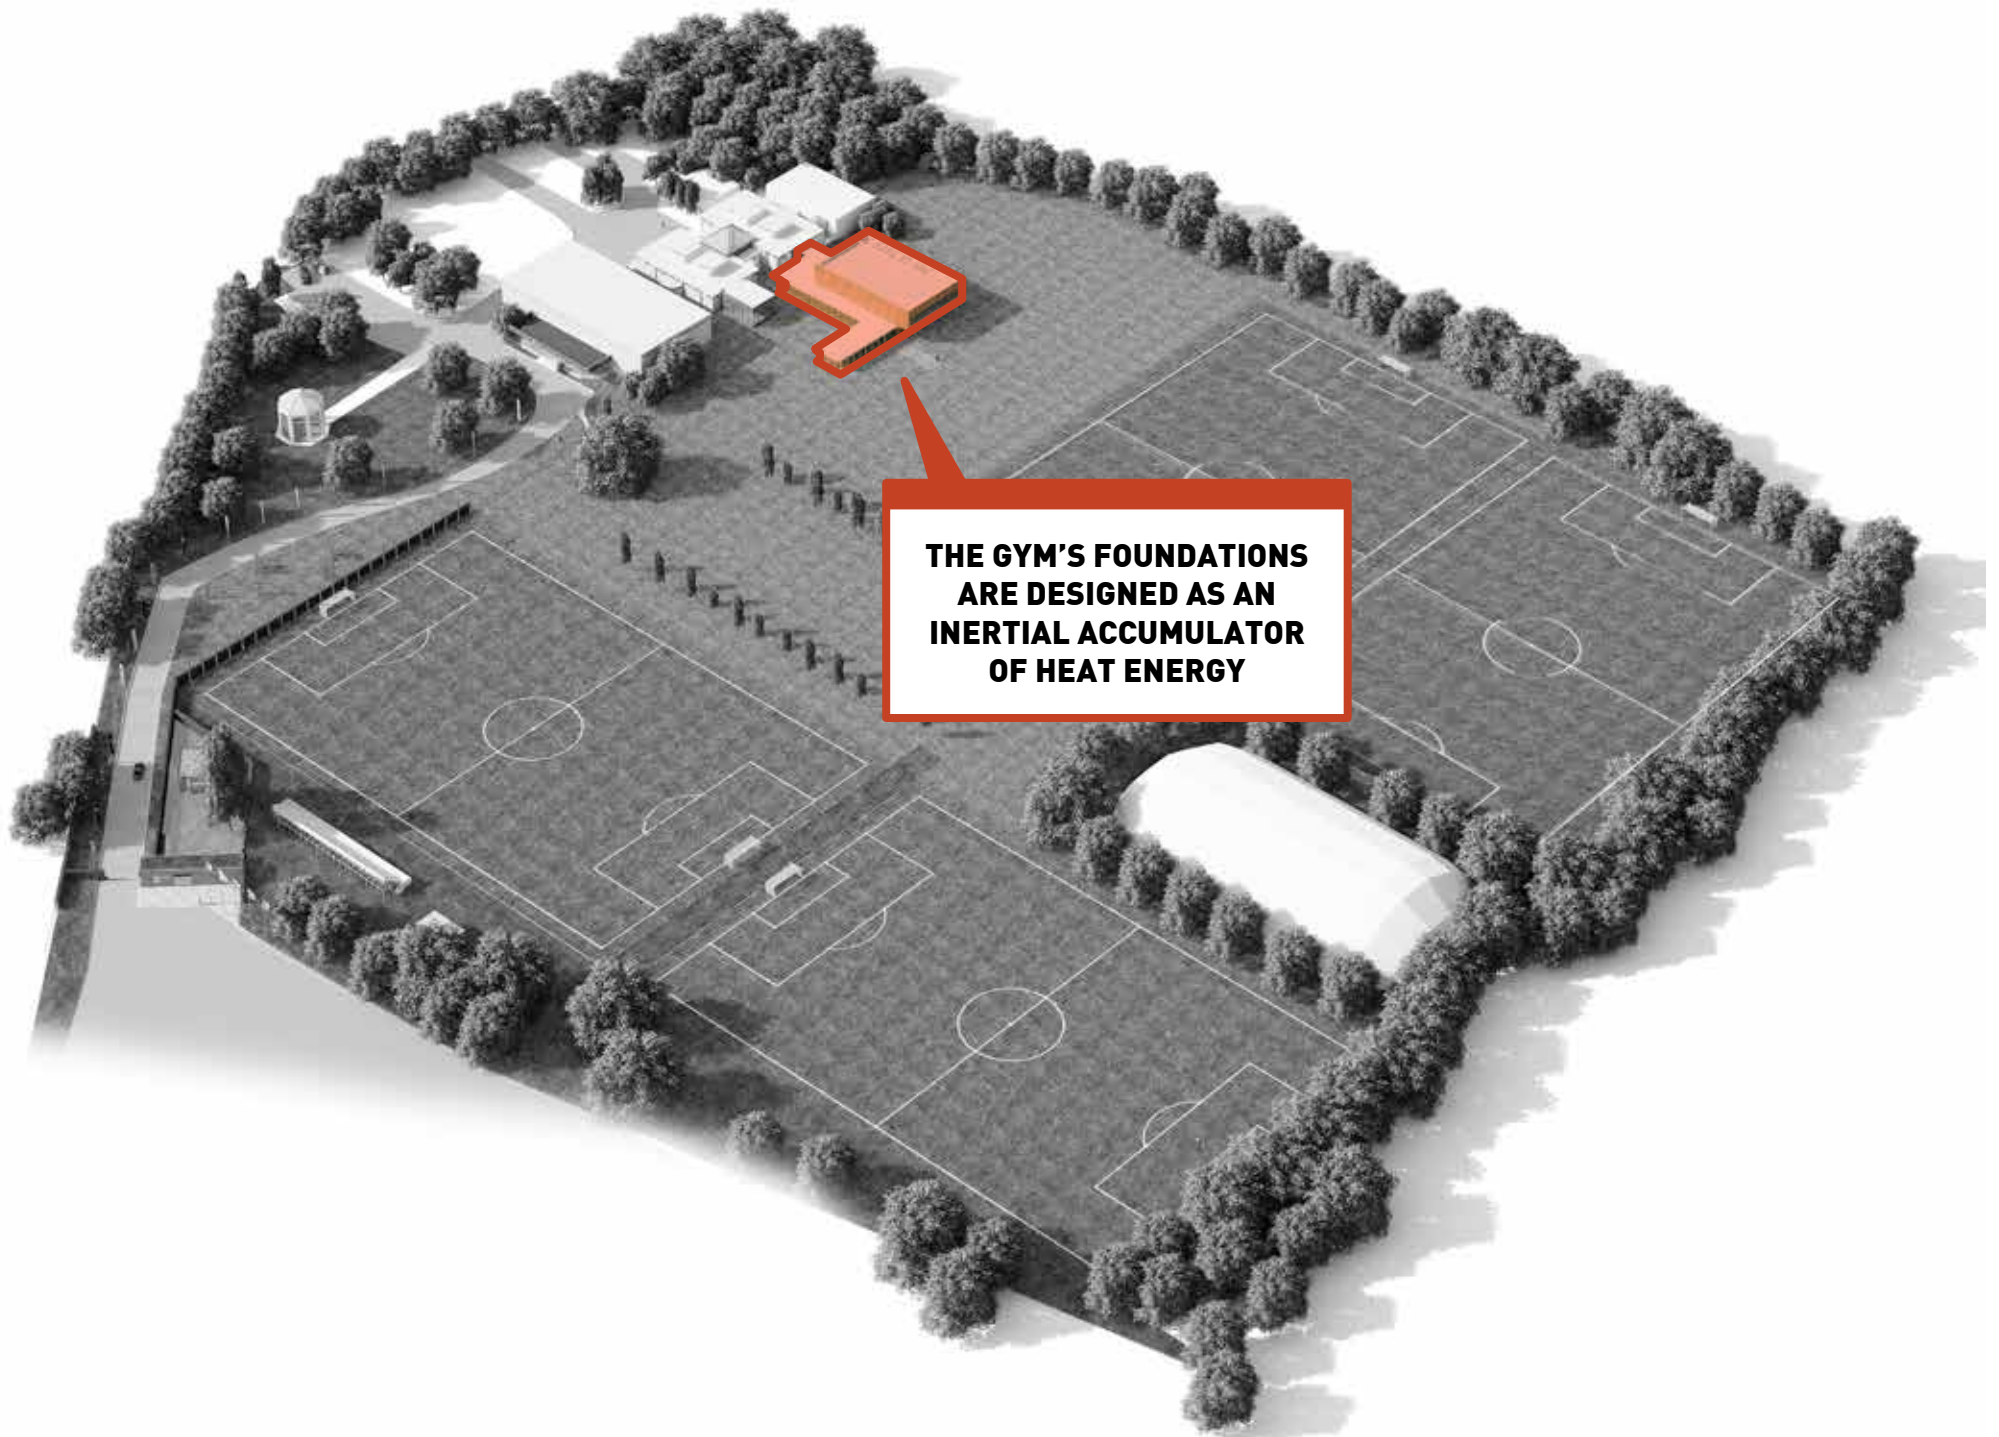 THE GYM’S FOUNDATIONS
ARE DESIGNED AS AN
INERTIAL ACCUMULATOR
OF HEAT ENERGY